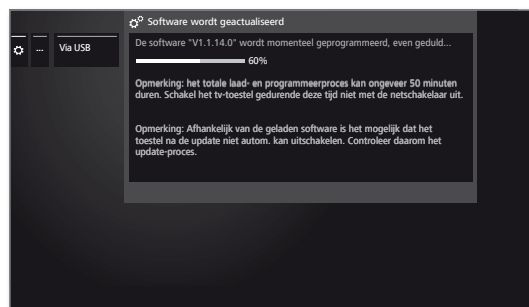 Software wordt geactualiseerd
... Via USB
De software "V1.1.14.0" wordt momenteel geprogrammeerd, even geduld...
60%
Opmerking: het totale laad- en programmeerproces kan ongeveer 50 minuten
duren. Schakel het tv-toestel gedurende deze tijd niet met de netschakelaar uit.
Opmerking: Afhankelijk van de geladen software is het mogelijk dat het
toestel na de update niet autom. kan uitschakelen. Controleer daarom het
update-proces.